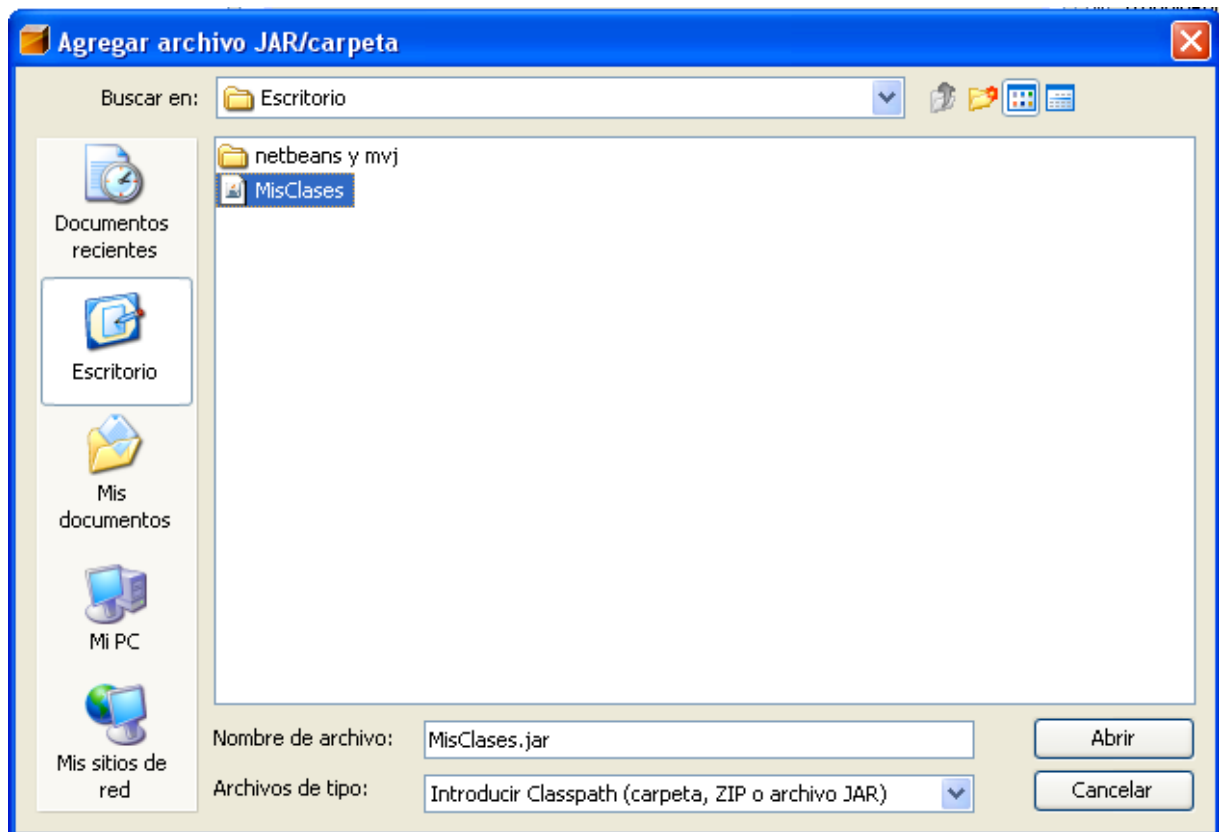 Agregar archivo JAR/carpeta
Buscar en:
Escritorio
netbeans y mvj
MisClases
Documentos
recientes
Escritorio
Mis
documentos
Mi PC
Mis sitios de
red
Nombre de archivo:
MisClases.jar
Abrir
Archivos de tipo:
Introducir Classpath (carpeta, ZIP o archivo JAR)
Cancelar